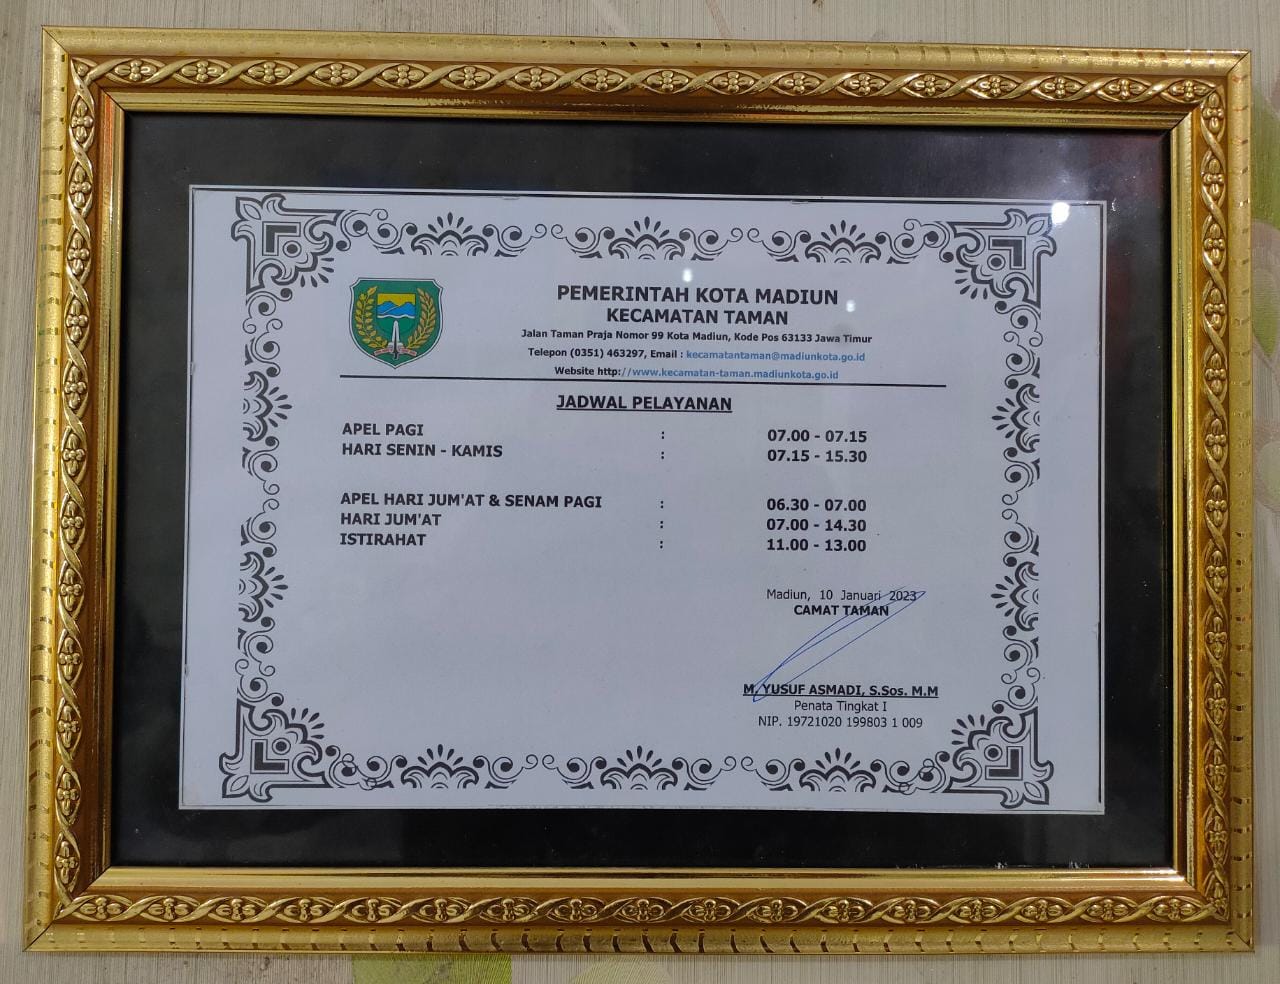 PEMERINTAH KOTA MADIUN
KECAMATAN TAMAN
Jalan Taman Praja Nomor 99 Kota Madiun, Kode Pos 63133 Jawa Timur
Telepon (0351) 463297, Email : kecamatantaman@madiunkota.go.id
Website http://www.kecamatan-taman.madiunkota.go.id
JADWAL PELAYANAN
APEL PAGI : 07.00 - 07.15
HARI SENIN - KAMIS : 07.15 - 15.30
APEL HARI JUM'AT & SENAM PAGI : 06.30 - 07.00
HARI JUM'AT : 07.00 - 14.30
ISTIRAHAT : 11.00 - 13.00
Madiun, 10 Januari 2023
CAMAT TAMAN
M. YUSUF ASMADI, S.Sos. M.M
Penata Tingkat I
NIP. 19721020 199803 1 009